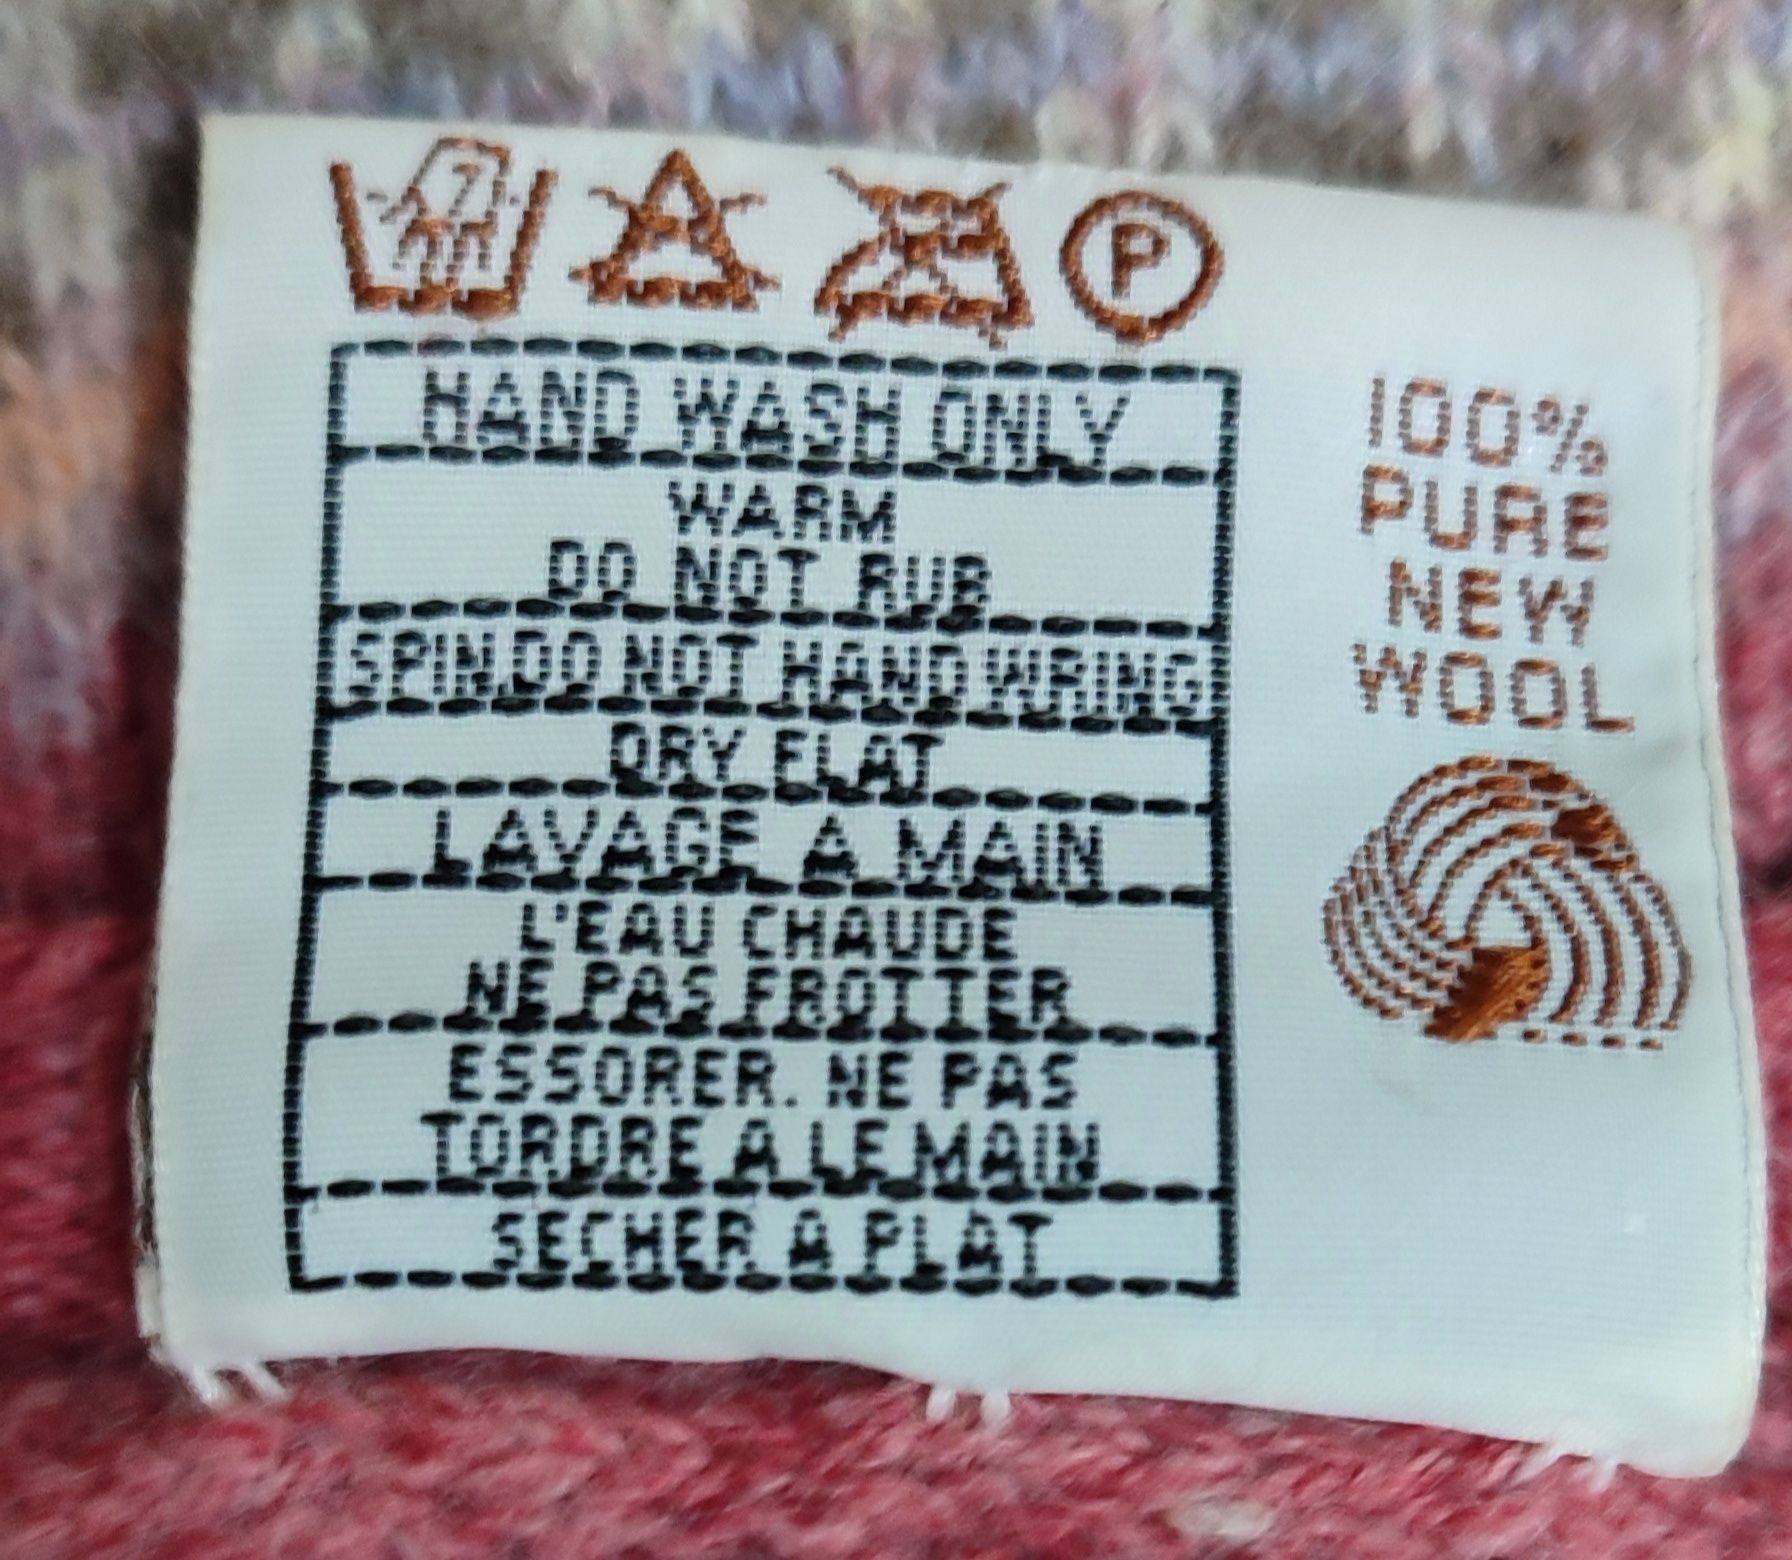 P
HAND WASH ONLY
WARM
DO NOT RUB
SPIN.DO NOT HAND WRING
DRY FLAT
LAVAGE A MAIN
L'EAU CHAUDE
NE PAS FROTTER
ESSORER. NE PAS
TORDRE A LE MAIN
SECHER A PLAT
100%
PURE
NEW
WOOL